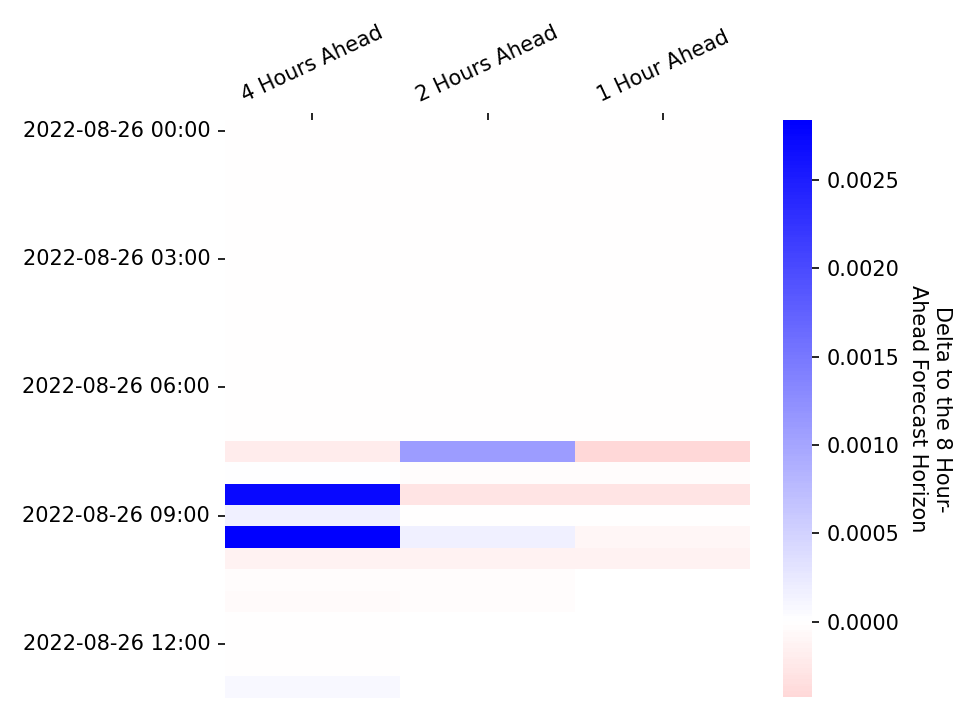 4 Hours Ahead
2 Hours Ahead
1 Hour Ahead
2022-08-26 00:00
2022-08-26 03:00
2022-08-26 06:00
2022-08-26 09:00
2022-08-26 12:00
0.0025
0.0020
0.0015
0.0010
0.0005
0.0000
Delta to the 8 Hour-
Ahead Forecast Horizon